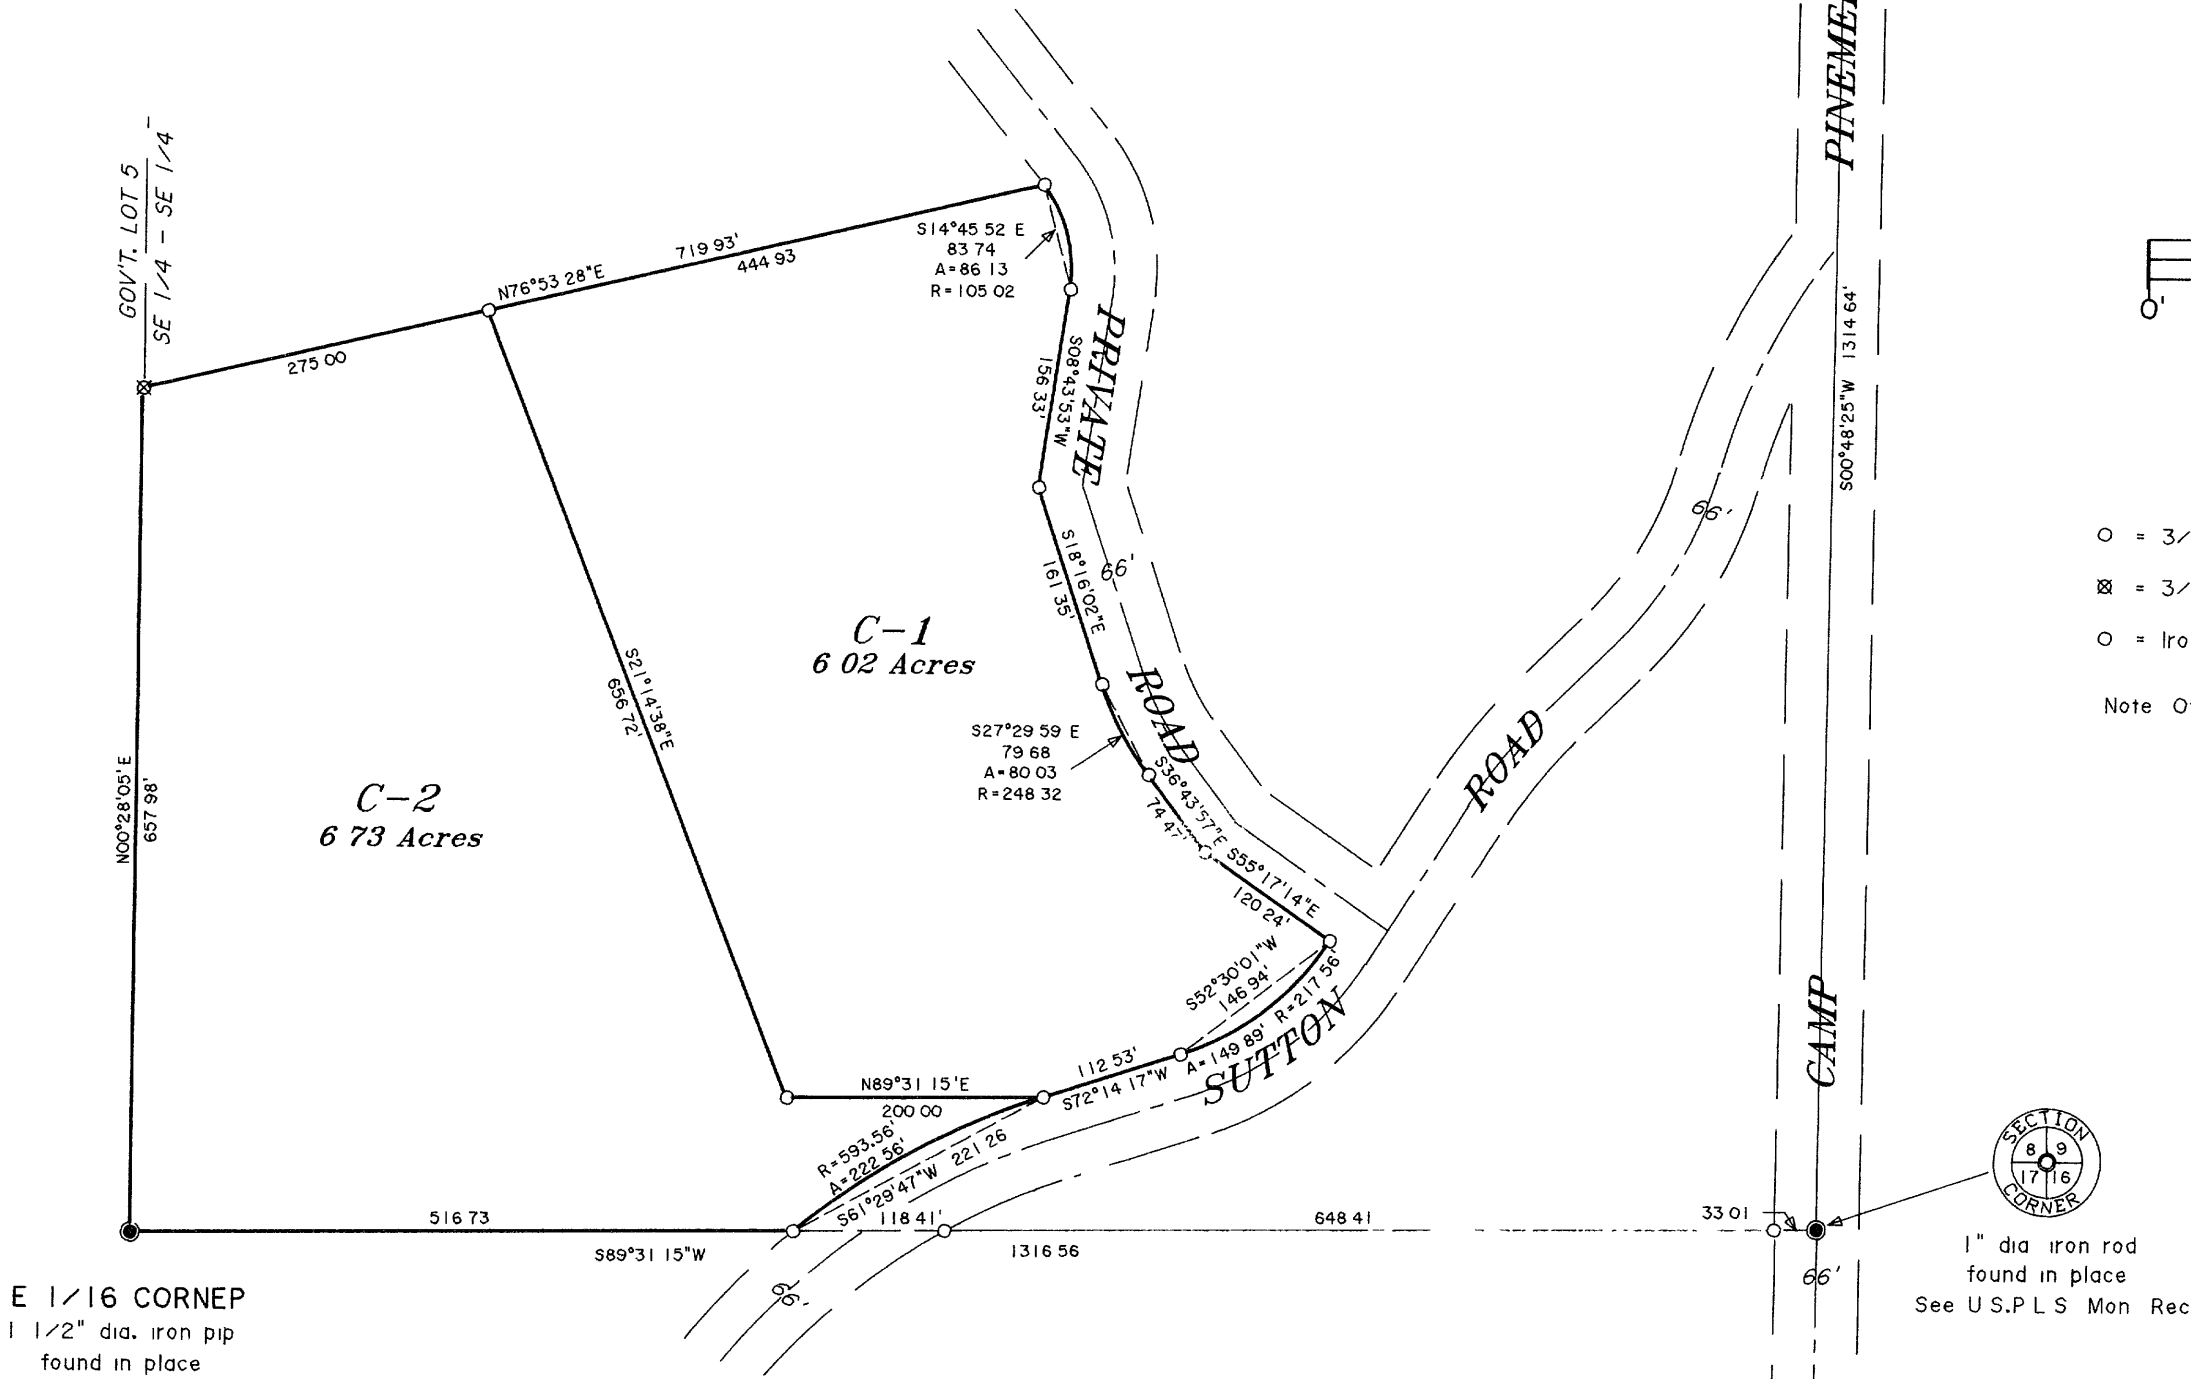 PINEME
GOV'T. LOT 5
SE 1/4 - SE 1/4
S14°45 52 E
83 74
A=86 13
R=105 02
719 93'
N76°53 28"E
444 93
275 00
O'
PRIVATE
S08°43'53"W
156 33'
S00°48'25"W 1314 64'
66'
O = 3/
= 3/
O = Iro
Note O
S18°16'02"E
161 35'
66'
C-1
6 02 Acres
S21°14'38"E
656 72'
ROAD
S27°29 59 E
79 68
A=80 03
R=248 32
ROAD
S36°43'57"E
74 47'
N00°28'05'E
657 98'
C-2
6 73 Acres
S55°17'14"E
120 24'
S52°30'01"W
146 94'
A=149 89' R=217 56'
SUTTON
CAMP
112 53'
S72°14 17"W
N89°31 15'E
200 00
R=593.56'
A=222 56'
S61°29'47"W 221 26
SECTION
8 9
17 16
CORNER
516 73
118 41'
648 41
33 01
S89°31 15"W
1316 56
66'
66'
1" dia iron rod
found in place
See U S.P L S Mon Rec
E 1/16 CORNEP
1 1/2" dia. iron pip
found in place